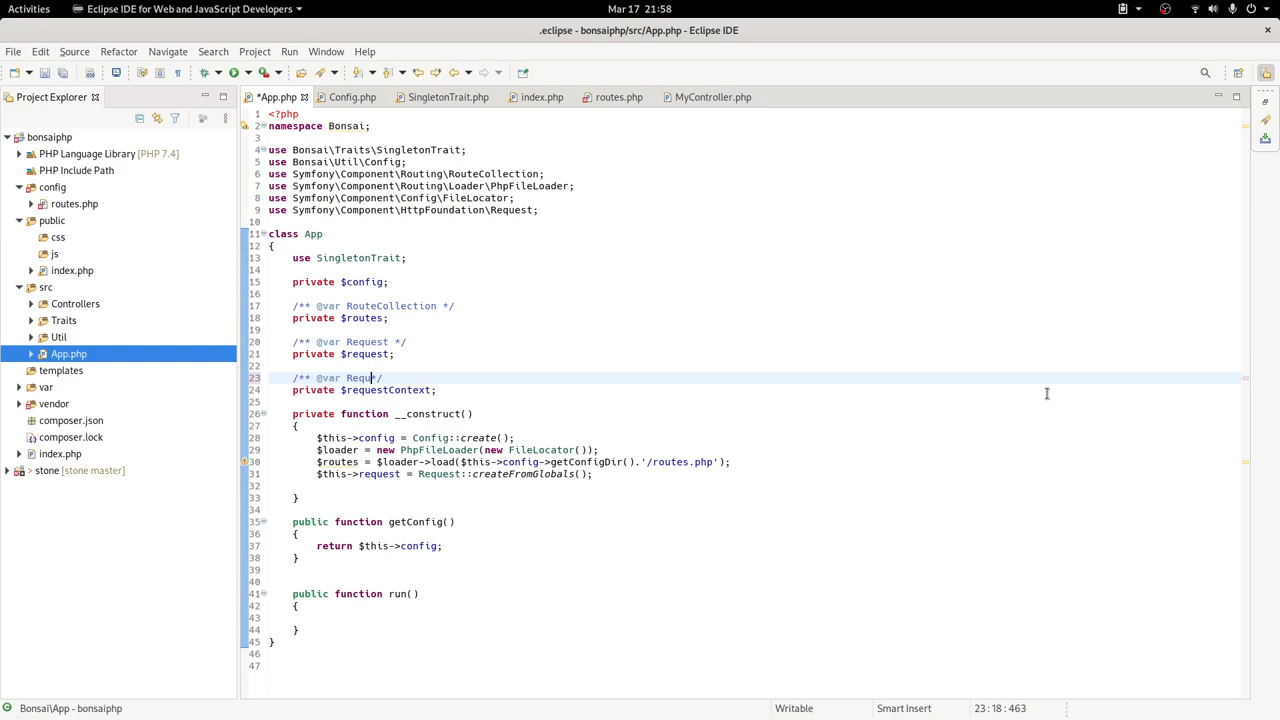 Activities
Eclipse IDE for Web and JavaScript Developers
Mar 17 21:58
.eclipse - bonsaiphp/src/App.php - Eclipse IDE
File Edit Source Refactor Navigate Search Project Run Window Help
Project Explorer
*App.php
Config.php
SingletonTrait.php
index.php
routes.php
MyController.php
bonsaiphp
PHP Language Library [PHP 7.4]
PHP Include Path
config
routes.php
public
css
js
index.php
src
Controllers
Traits
Util
App.php
templates
var
vendor
composer.json
composer.lock
index.php
stone [stone master]
1 <?php
2 namespace Bonsai;
3
4 use Bonsai\Traits\SingletonTrait;
5 use Bonsai\Util\Config;
6 use Symfony\Component\Routing\RouteCollection;
7 use Symfony\Component\Routing\Loader\PhpFileLoader;
8 use Symfony\Component\Config\FileLocator;
9 use Symfony\Component\HttpFoundation\Request;
10
11 class App
12 {
13     use SingletonTrait;
14
15     private $config;
16
17     /** @var RouteCollection */
18     private $routes;
19
20     /** @var Request */
21     private $request;
22
23     /** @var Requ*/
24     private $requestContext;
25
26     private function __construct()
27     {
28         $this->config = Config::create();
29         $loader = new PhpFileLoader(new FileLocator());
30         $routes = $loader->load($this->config->getConfigDir().'/routes.php');
31         $this->request = Request::createFromGlobals();
32
33     }
34
35     public function getConfig()
36     {
37         return $this->config;
38     }
39
40
41     public function run()
42     {
43
44     }
45 }
46
47
Bonsai\App - bonsaiphp
Writable
Smart Insert
23 : 18 : 463